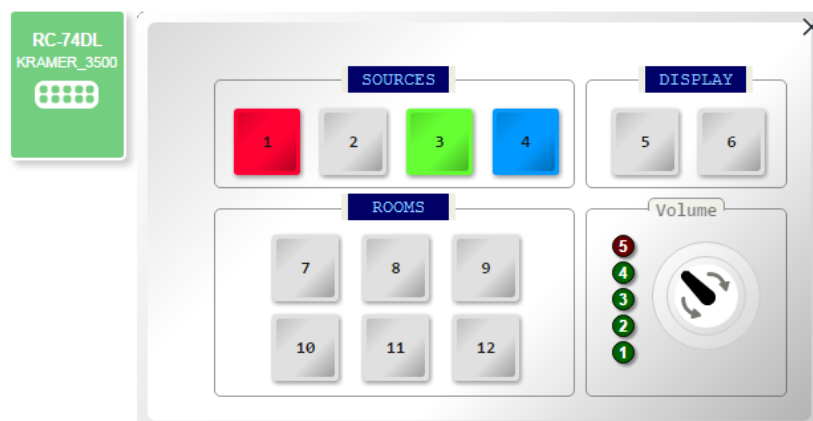 RC-74DL
KRAMER_3500
SOURCES
1 2 3 4
DISPLAY
5 6
ROOMS
7 8 9
10 11 12
Volume
5
4
3
2
1